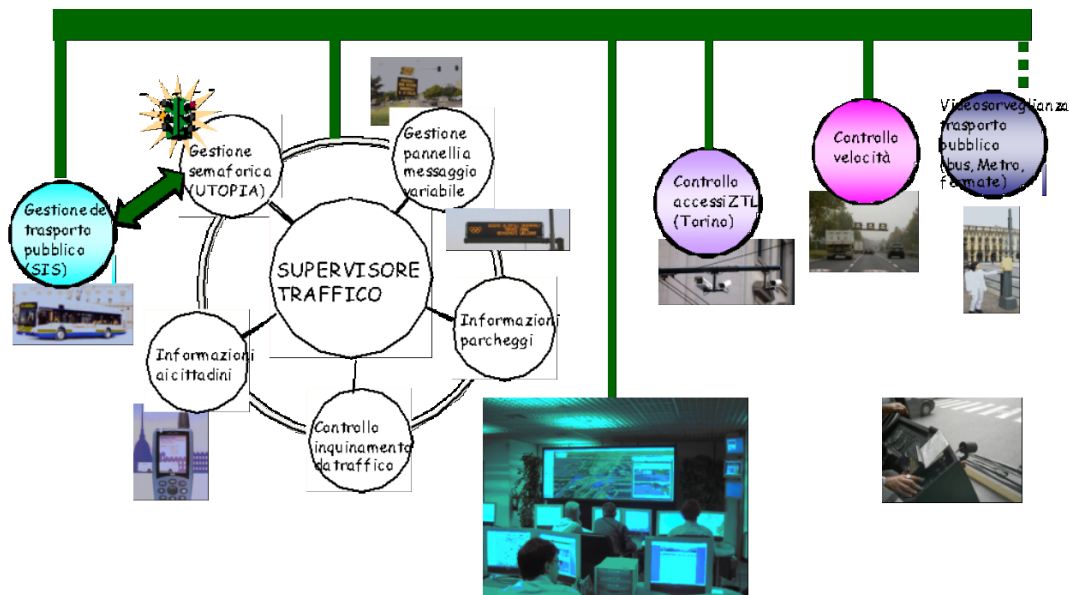 Gestione
semaforica
(UTOPIA)
Gestione
pannelli a
messaggio
variabile
Gestione de
trasporto
pubblico
(SIS)
SUPERVISORE
TRAFFICO
Informazioni
parcheggi
Informazioni
ai cittadini
Controllo
inquinamento
da traffico
Controllo
accessi ZTL
(Torino)
Controllo
velocità
Videosorveglianza
trasporto
pubblico
(bus, Metro,
fermate)